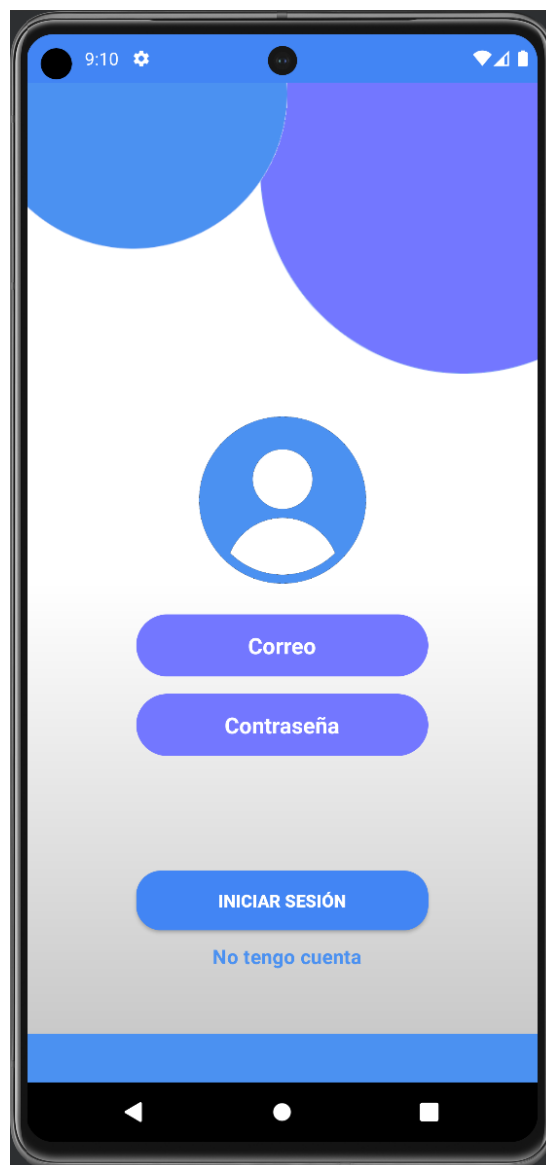 9:10
Correo
Contraseña
INICIAR SESIÓN
No tengo cuenta